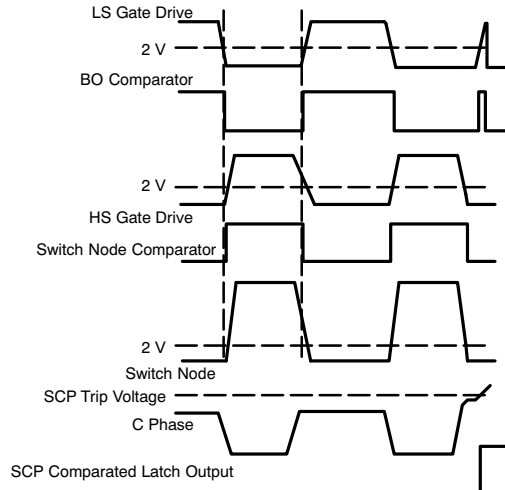 LS Gate Drive
2 V
BO Comparator
2 V
HS Gate Drive
Switch Node Comparator
2 V
Switch Node
SCP Trip Voltage
C Phase
SCP Comparated Latch Output